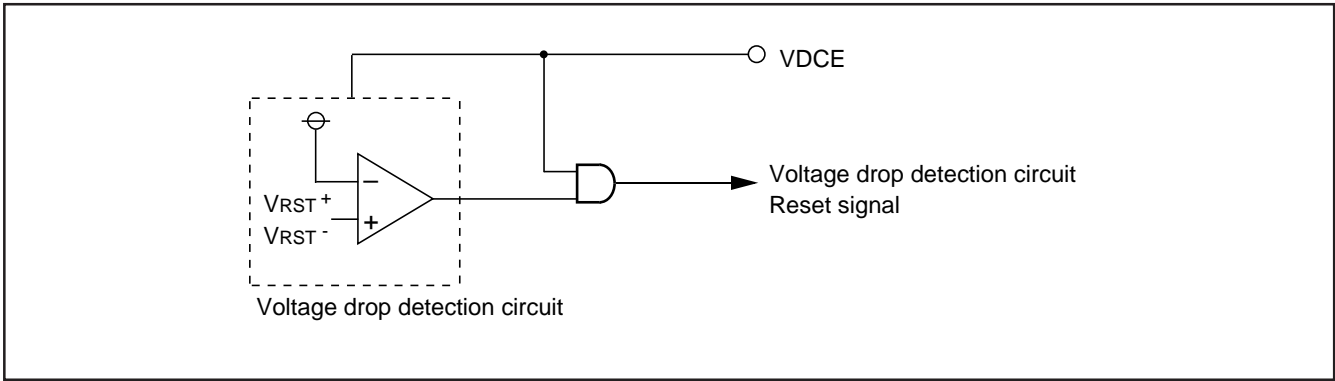 VDCE
Voltage drop detection circuit
Reset signal
−
VRST +
+
VRST -
Voltage drop detection circuit